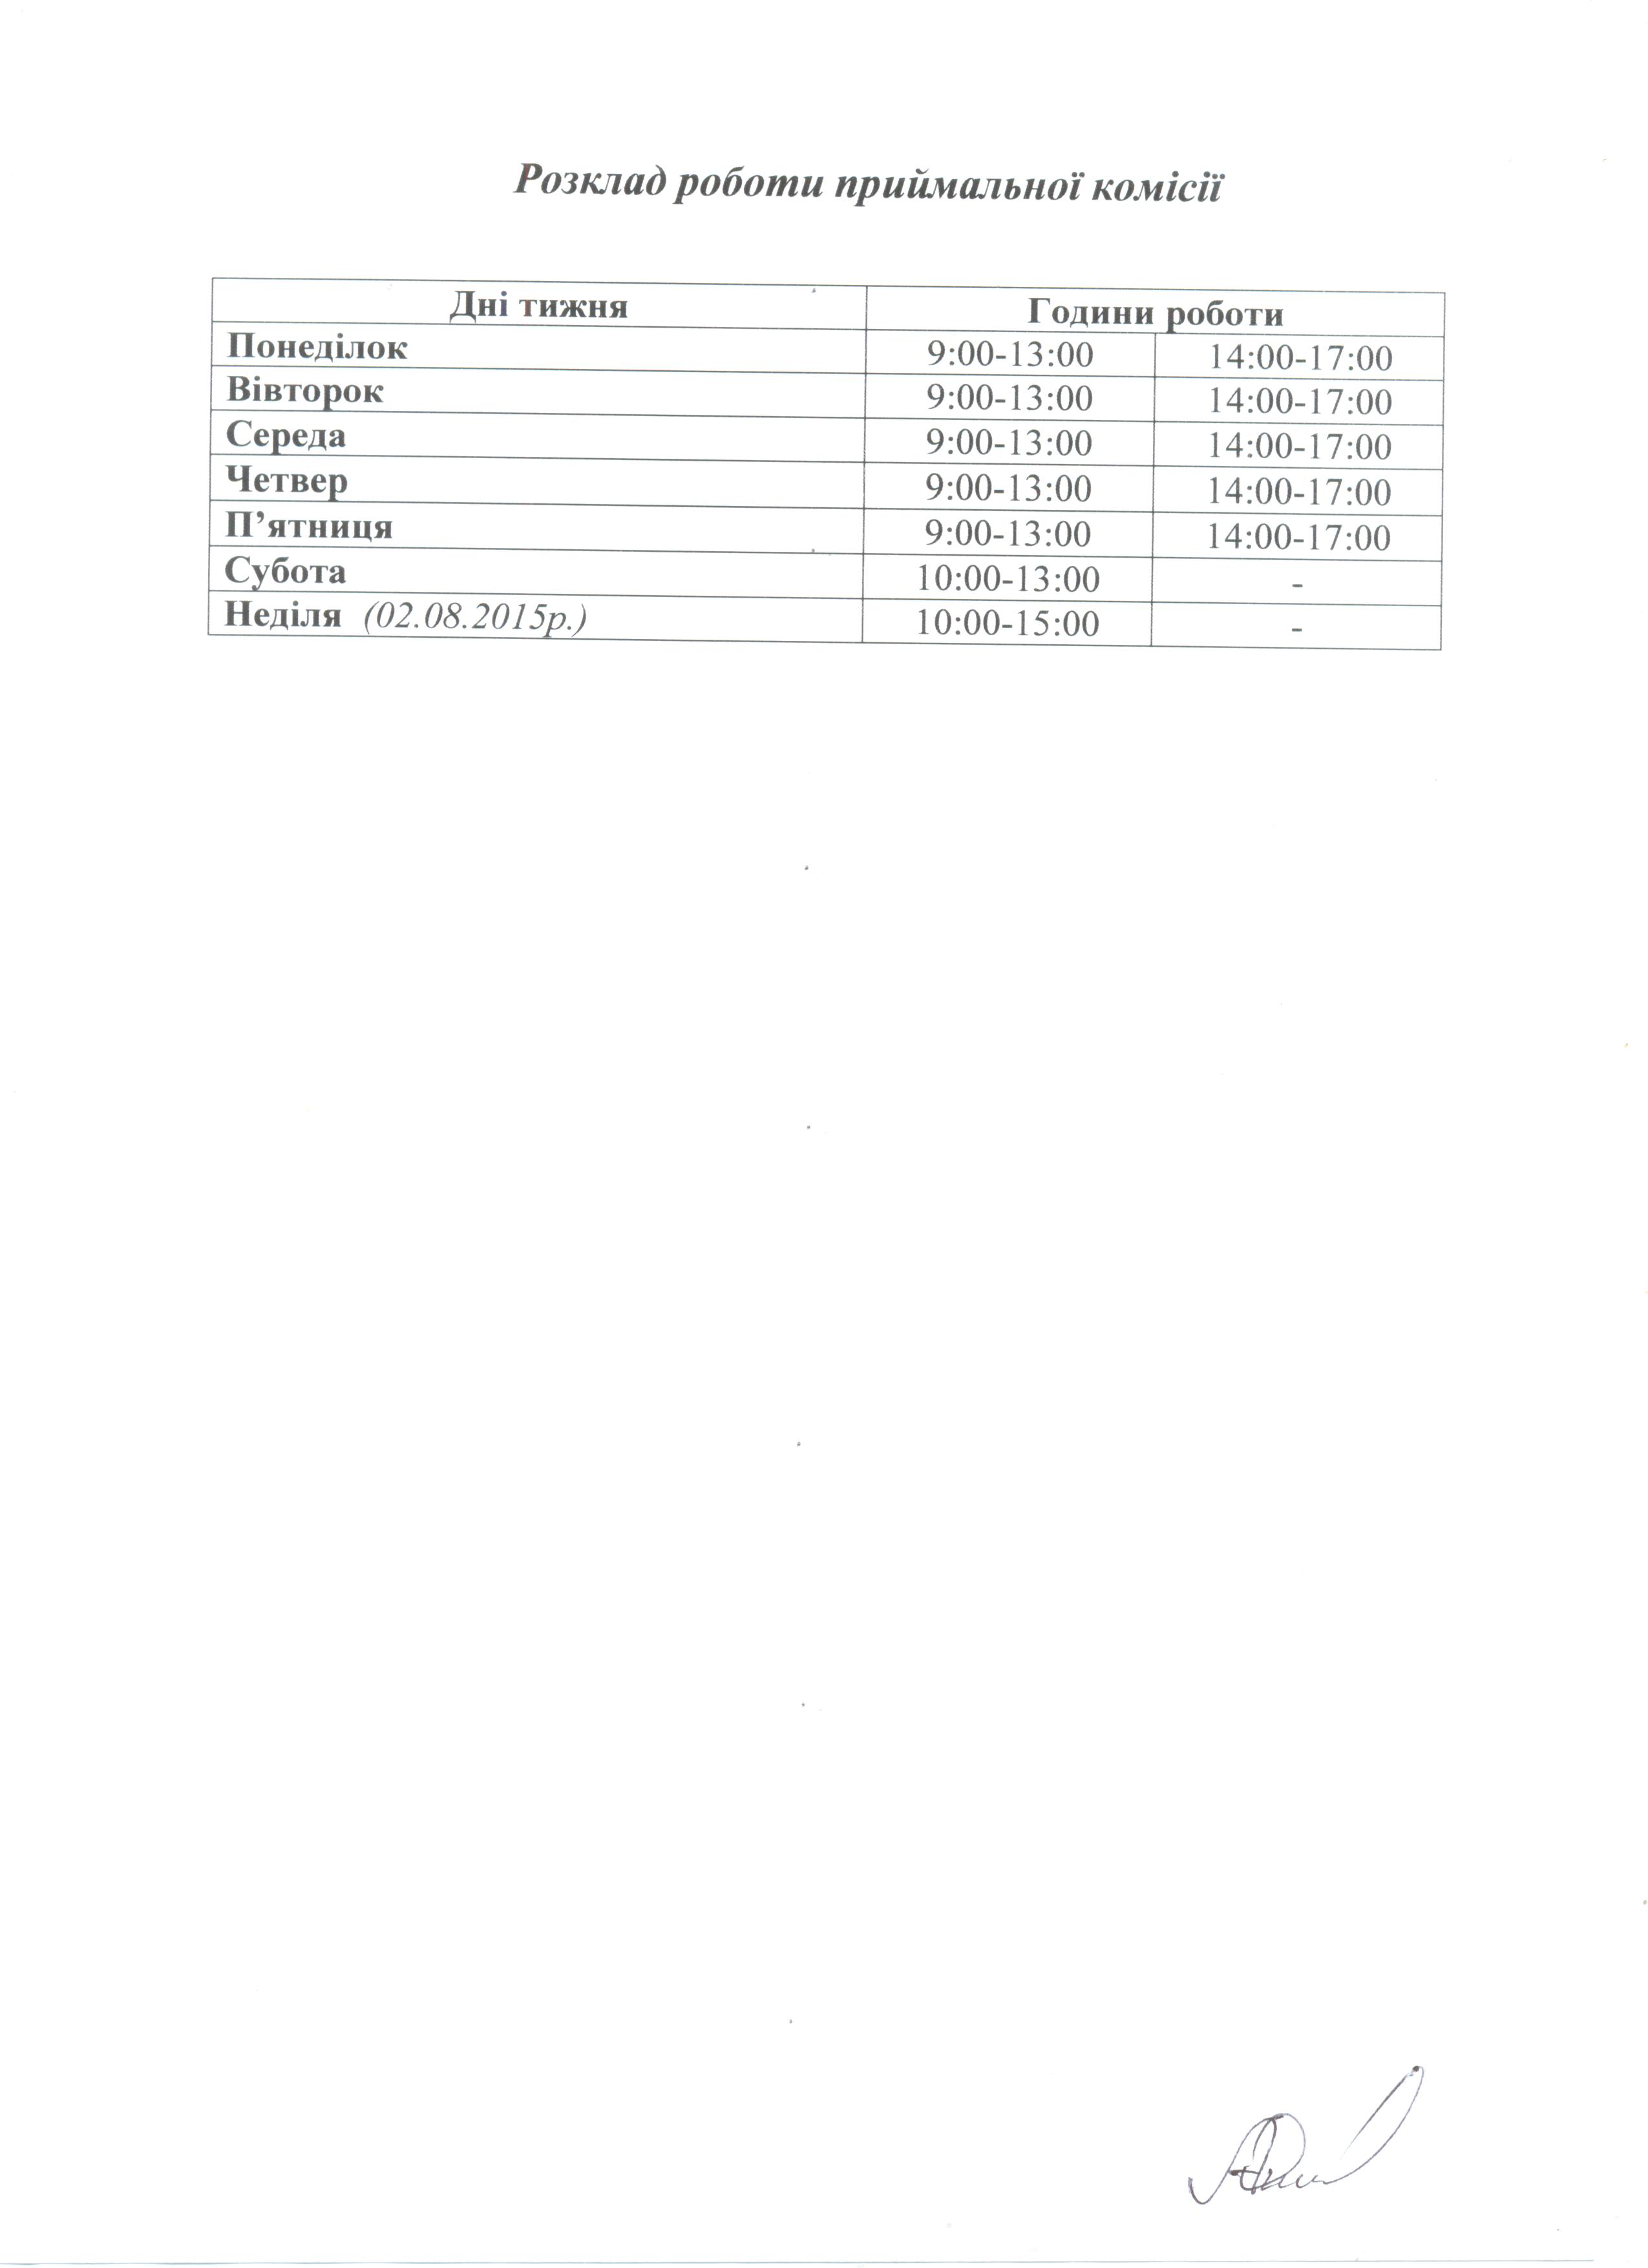 Розклад роботи приймальної комісії
Дні тижня Години роботи
Понеділок 9:00-13:00 14:00-17:00
Вівторок 9:00-13:00 14:00-17:00
Середа 9:00-13:00 14:00-17:00
Четвер 9:00-13:00 14:00-17:00
П’ятниця 9:00-13:00 14:00-17:00
Субота 10:00-13:00 -
Неділя (02.08.2015р.) 10:00-15:00 -